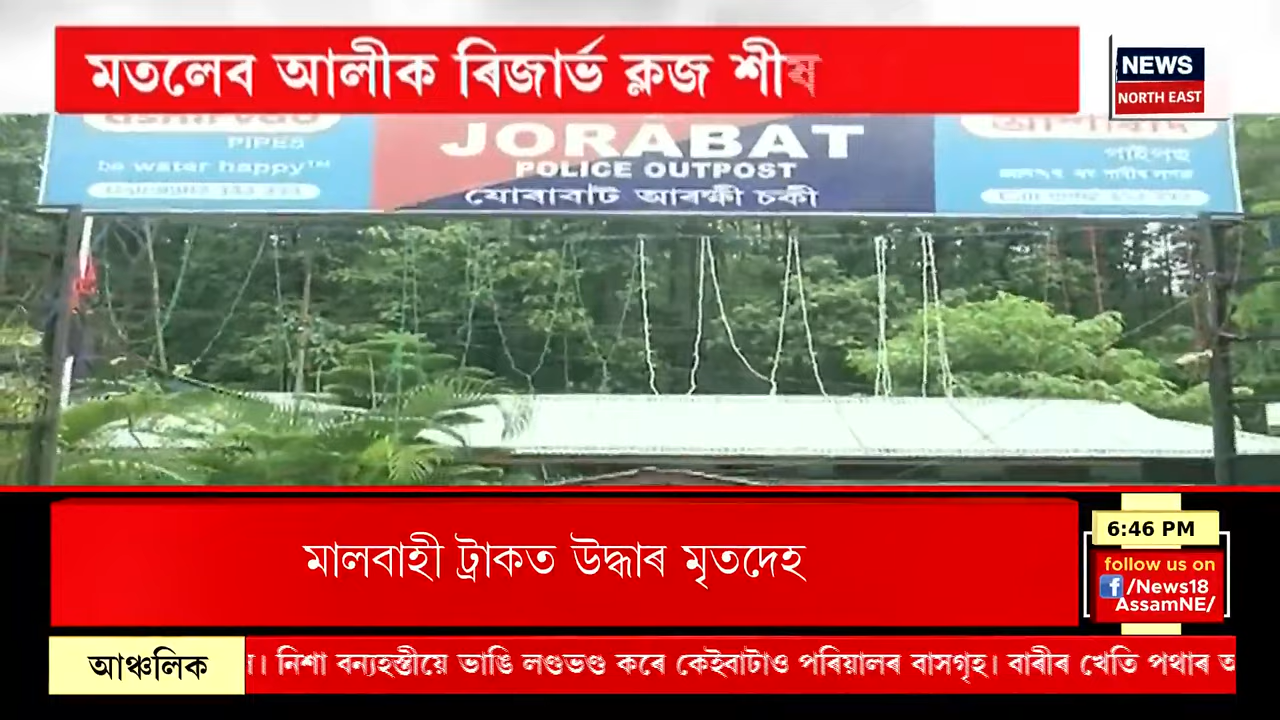 মতলেব আলীক ৰিজাৰ্ভ ক্লজ শীষ
NEWS
NORTH EAST
PIPES
be water happy™
JORABAT
POLICE OUTPOST
যোৰাবাট আৰক্ষী চকী
পাইপছ
মালবাহী ট্ৰাকত উদ্ধাৰ মৃতদেহ
6:46 PM
follow us on
/News18
AssamNE/
আঞ্চলিক
। নিশা বন্যহস্তীয়ে ভাঙি লণ্ডভণ্ড কৰে কেইবাটাও পৰিয়ালৰ বাসগৃহ। বাৰীৰ খেতি পথাৰ